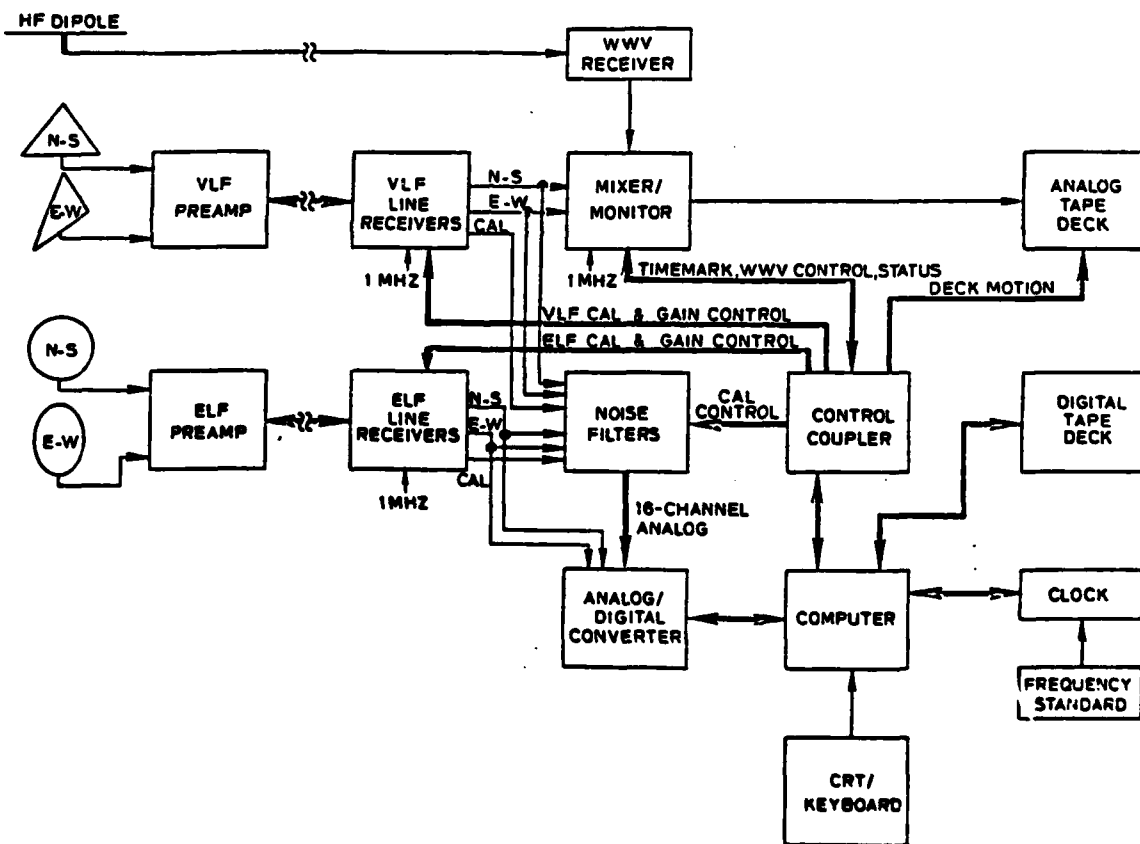 HF DIPOLE
WWV
RECEIVER
N-S
E-W
VLF
PREAMP
VLF
LINE
RECEIVERS
N-S
E-W
CAL
1 MHZ
MIXER/
MONITOR
1 MHZ
ANALOG
TAPE
DECK
TIMEMARK, WWV CONTROL, STATUS
DECK MOTION
VLF CAL & GAIN CONTROL
ELF CAL & GAIN CONTROL
N-S
E-W
ELF
PREAMP
ELF
LINE
RECEIVERS
N-S
E-W
CAL
1 MHZ
NOISE
FILTERS
CAL
CONTROL
CONTROL
COUPLER
DIGITAL
TAPE
DECK
16-CHANNEL
ANALOG
ANALOG/
DIGITAL
CONVERTER
COMPUTER
CLOCK
FREQUENCY
STANDARD
CRT/
KEYBOARD